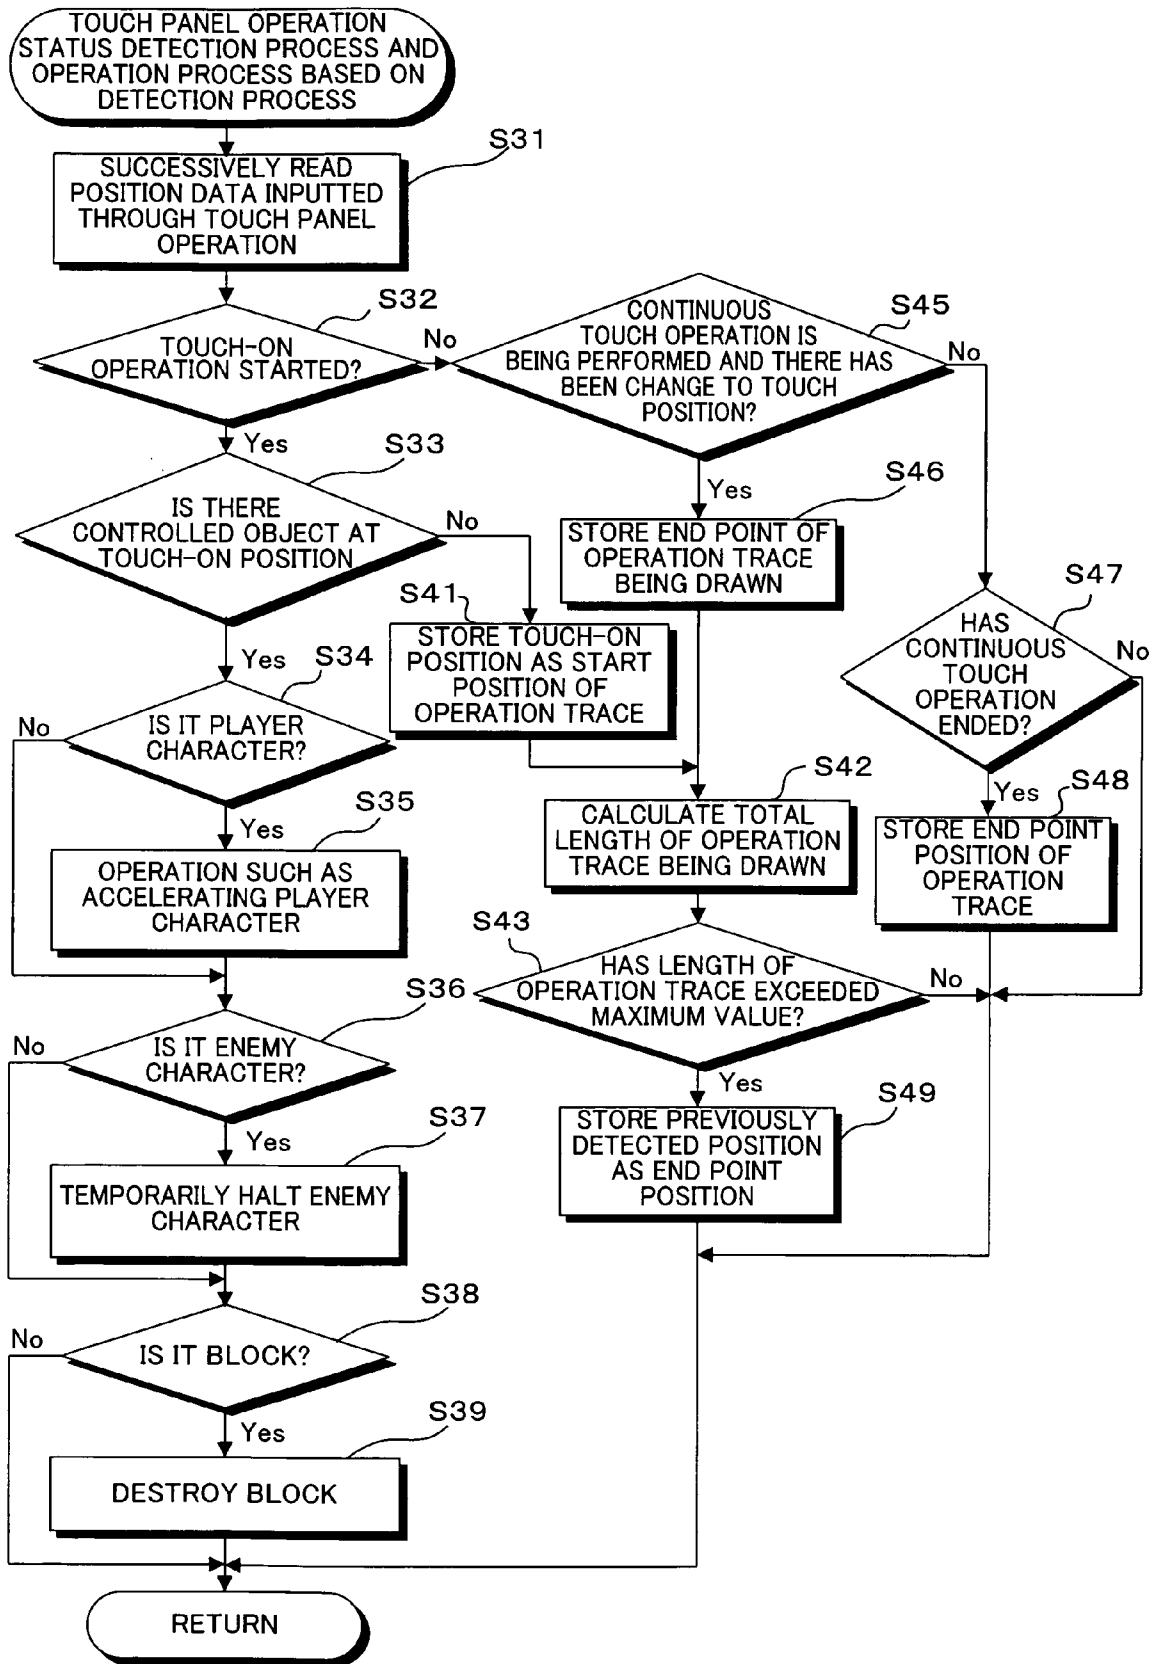 TOUCH PANEL OPERATION
STATUS DETECTION PROCESS AND
OPERATION PROCESS BASED ON
DETECTION PROCESS
S31
SUCCESSIVELY READ
POSITION DATA INPUTTED
THROUGH TOUCH PANEL
OPERATION
S32
TOUCH-ON
OPERATION STARTED?
No
Yes
S45
CONTINUOUS
TOUCH OPERATION IS
BEING PERFORMED AND THERE HAS
BEEN CHANGE TO TOUCH
POSITION?
No
Yes
S33
IS THERE
CONTROLLED OBJECT AT
TOUCH-ON POSITION
No
Yes
S46
STORE END POINT OF
OPERATION TRACE
BEING DRAWN
S41
STORE TOUCH-ON
POSITION AS START
POSITION OF
OPERATION TRACE
S47
HAS
CONTINUOUS
TOUCH
OPERATION
ENDED?
No
Yes
S34
IS IT PLAYER
CHARACTER?
No
Yes
S42
CALCULATE TOTAL
LENGTH OF OPERATION
TRACE BEING DRAWN
S48
STORE END POINT
POSITION OF
OPERATION
TRACE
S35
OPERATION SUCH AS
ACCELERATING PLAYER
CHARACTER
S43
HAS LENGTH OF
OPERATION TRACE EXCEEDED
MAXIMUM VALUE?
No
Yes
S36
IS IT ENEMY
CHARACTER?
No
Yes
S49
STORE PREVIOUSLY
DETECTED POSITION
AS END POINT
POSITION
S37
TEMPORARILY HALT ENEMY
CHARACTER
S38
IS IT BLOCK?
No
Yes
S39
DESTROY BLOCK
RETURN